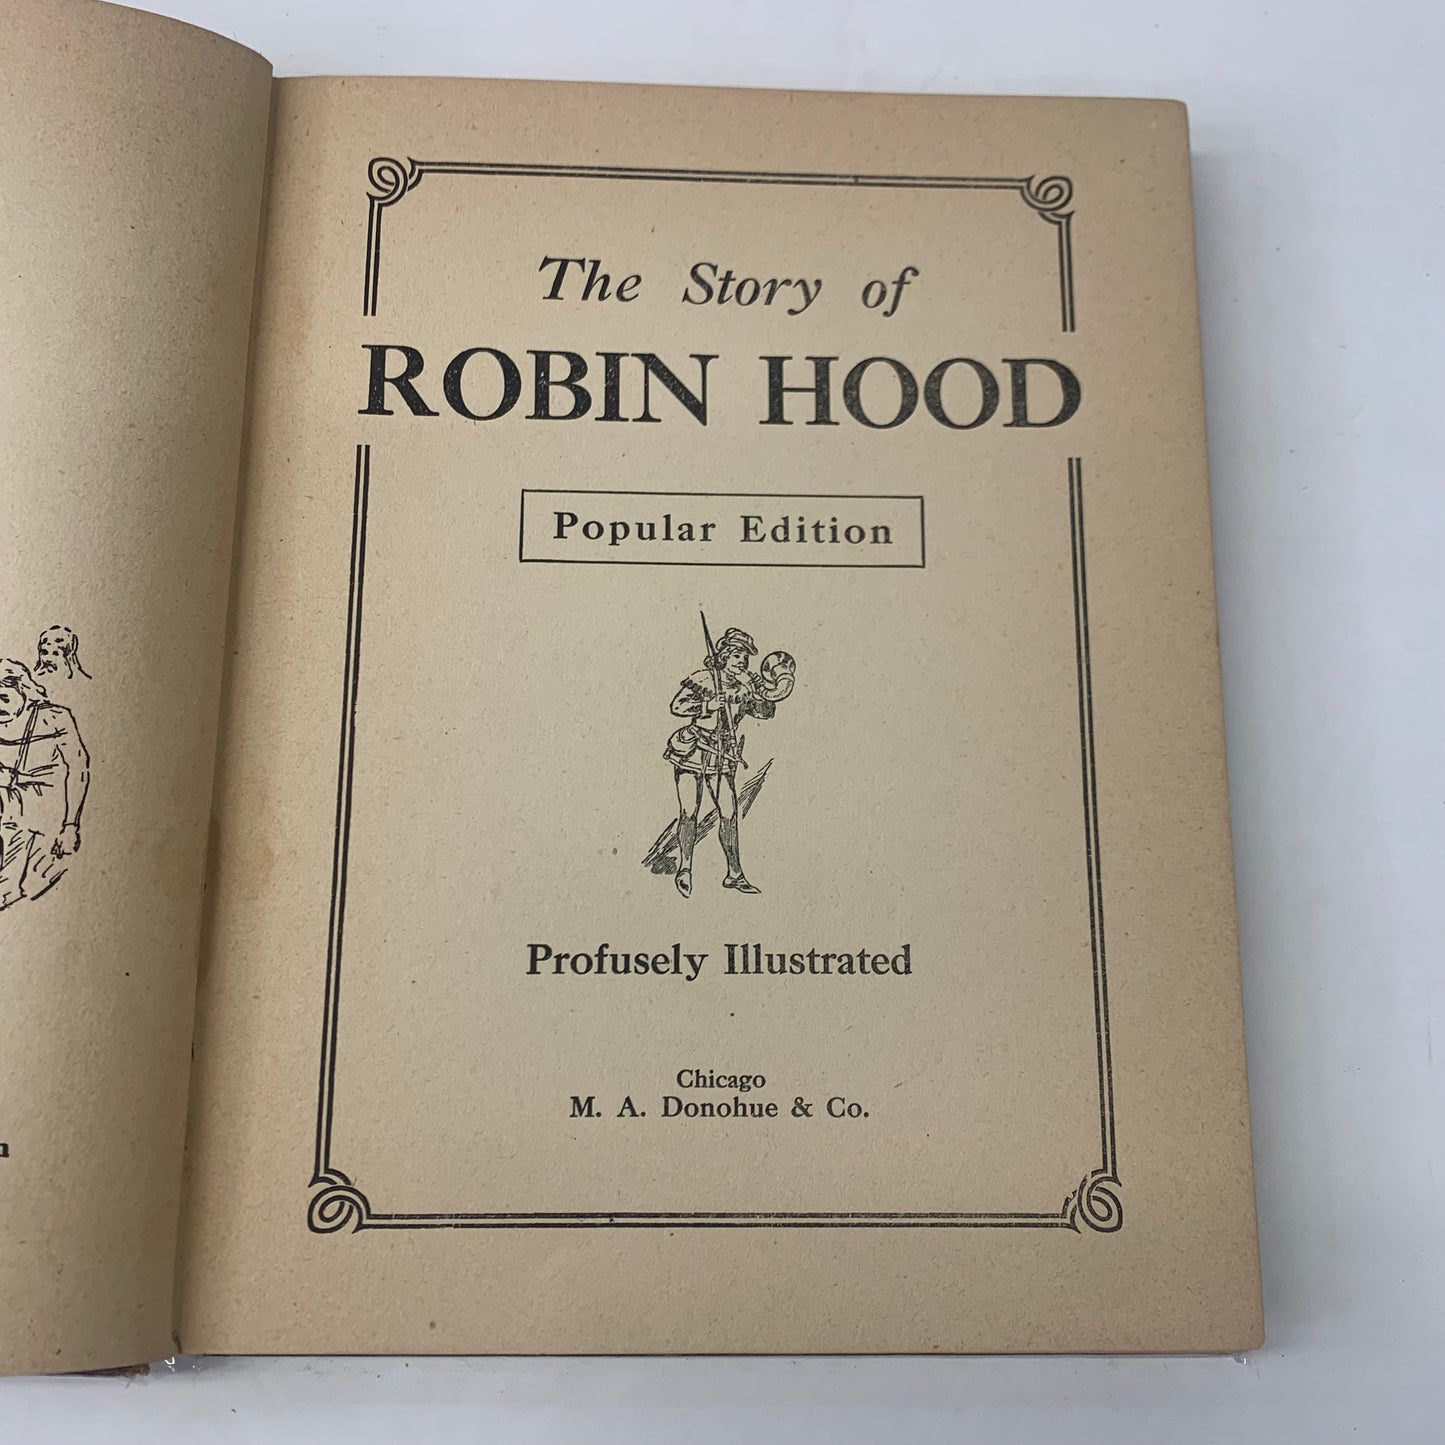 The Story of
ROBIN HOOD
Popular Edition
Profusely Illustrated
Chicago
M. A. Donohue & Co.